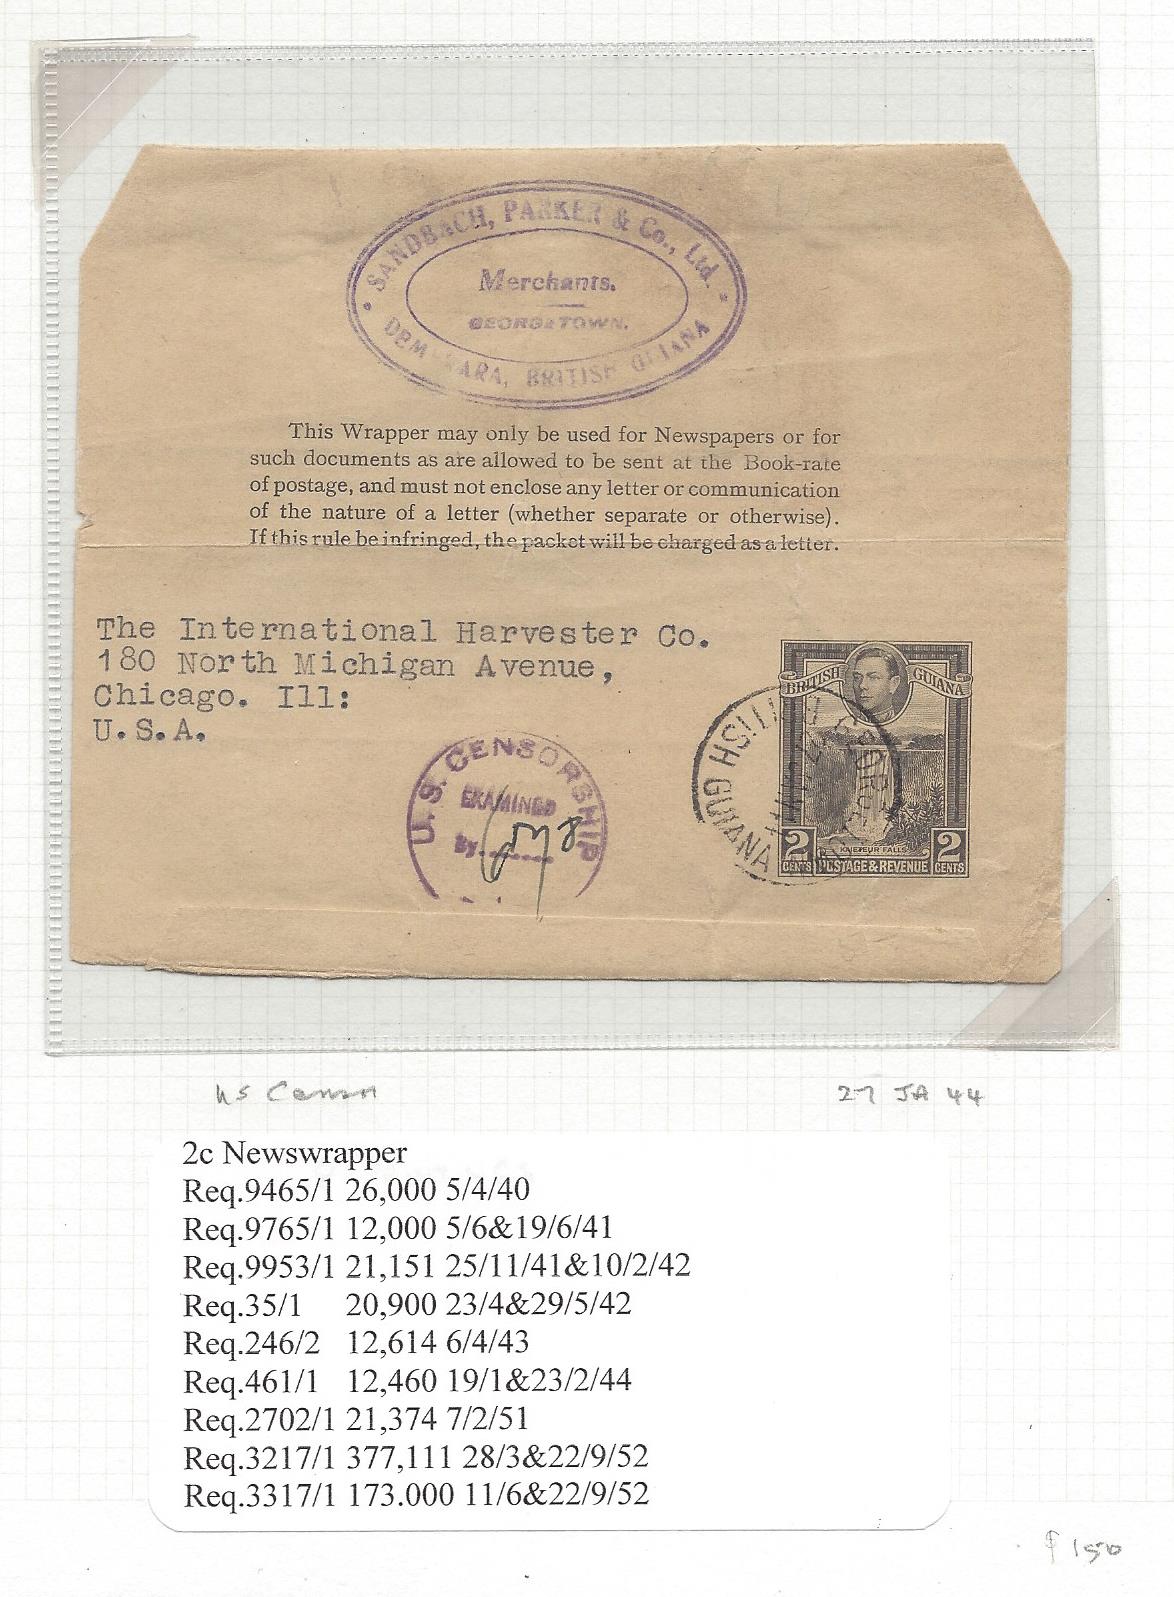 SANDBACH, PARKER & Co., Ltd.
Merchants.
GEORGETOWN.
DEMERARA, BRITISH GUIANA
This Wrapper may only be used for Newspapers or for
such documents as are allowed to be sent at the Book-rate
of postage, and must not enclose any letter or communication
of the nature of a letter (whether separate or otherwise).
If this rule be infringed, the packet will be charged as a letter.
The International Harvester Co.
180 North Michigan Avenue,
Chicago. Ill:
U.S.A.
BRITISH GUIANA
KAIETEUR FALLS
2 CENTS POSTAGE & REVENUE 2 CENTS
BRITISH GUIANA
U.S. CENSORSHIP
EXAMINED
By
US Censor
27 JA 44
2c Newswrapper
Req.9465/1 26,000 5/4/40
Req.9765/1 12,000 5/6&19/6/41
Req.9953/1 21,151 25/11/41&10/2/42
Req.35/1 20,900 23/4&29/5/42
Req.246/2 12,614 6/4/43
Req.461/1 12,460 19/1&23/2/44
Req.2702/1 21,374 7/2/51
Req.3217/1 377,111 28/3&22/9/52
Req.3317/1 173.000 11/6&22/9/52
150